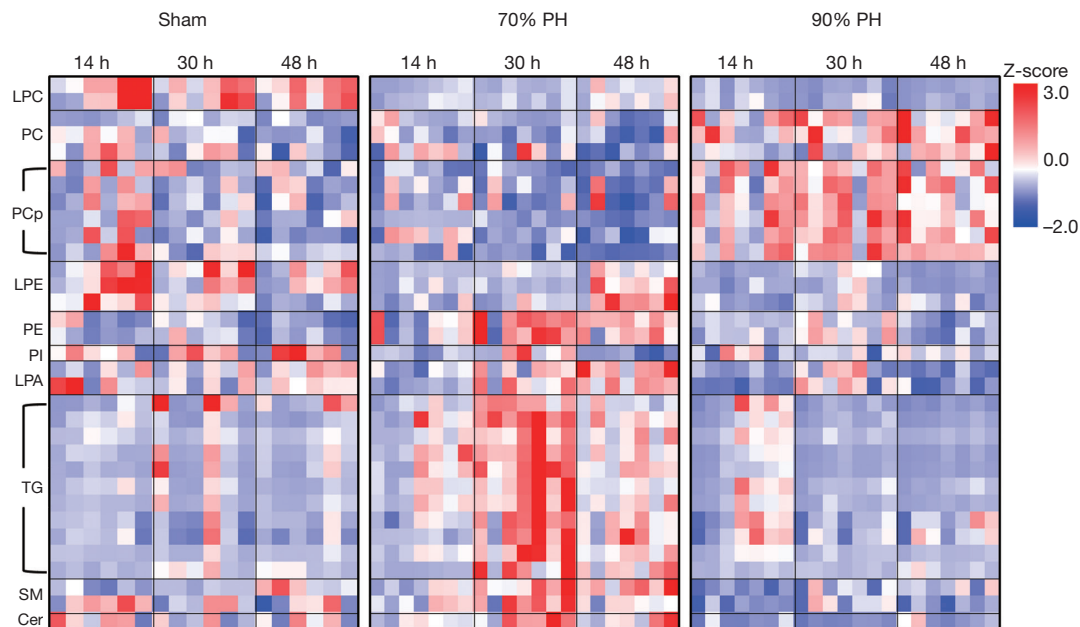 Sham 70% PH 90% PH
14 h 30 h 48 h 14 h 30 h 48 h 14 h 30 h 48 h
Z-score
3.0
0.0
−2.0
LPC
PC
PCp
LPE
PE
PI
LPA
TG
SM
Cer